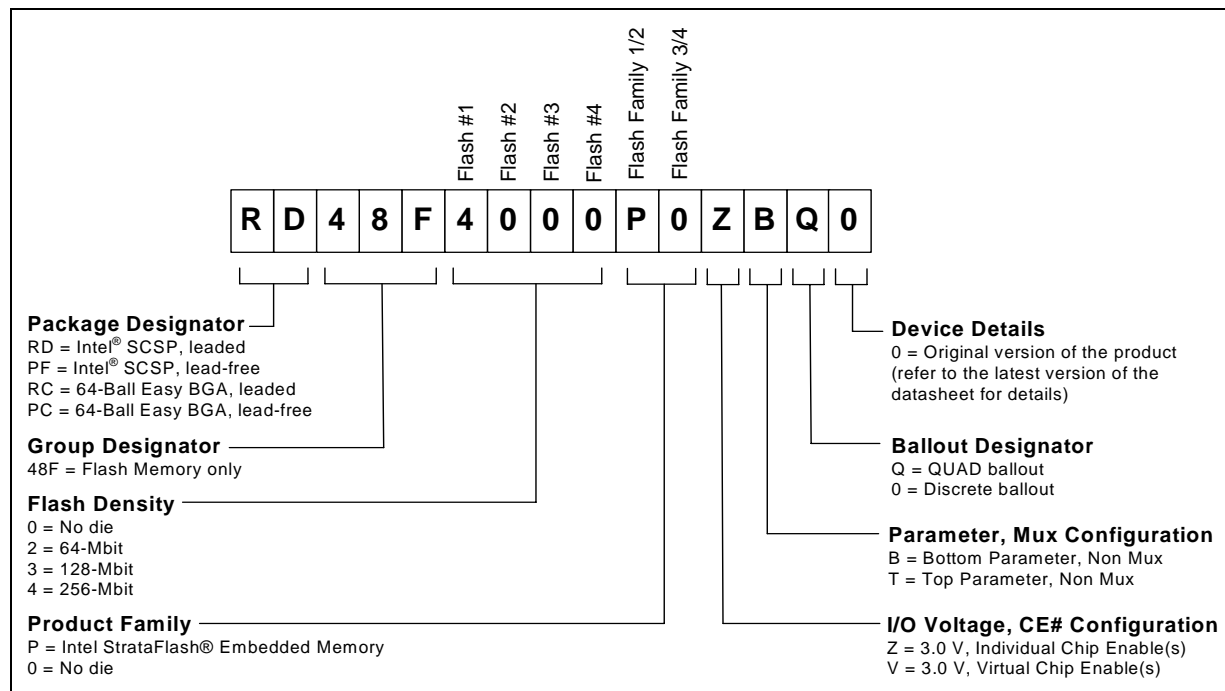 Flash #1
Flash #2
Flash #3
Flash #4
Flash Family 1/2
Flash Family 3/4
R D 4 8 F 4 0 0 0 P 0 Z B Q 0
Package Designator
RD = Intel® SCSP, leaded
PF = Intel® SCSP, lead-free
RC = 64-Ball Easy BGA, leaded
PC = 64-Ball Easy BGA, lead-free
Group Designator
48F = Flash Memory only
Flash Density
0 = No die
2 = 64-Mbit
3 = 128-Mbit
4 = 256-Mbit
Product Family
P = Intel StrataFlash® Embedded Memory
0 = No die
Device Details
0 = Original version of the product
(refer to the latest version of the
datasheet for details)
Ballout Designator
Q = QUAD ballout
0 = Discrete ballout
Parameter, Mux Configuration
B = Bottom Parameter, Non Mux
T = Top Parameter, Non Mux
I/O Voltage, CE# Configuration
Z = 3.0 V, Individual Chip Enable(s)
V = 3.0 V, Virtual Chip Enable(s)